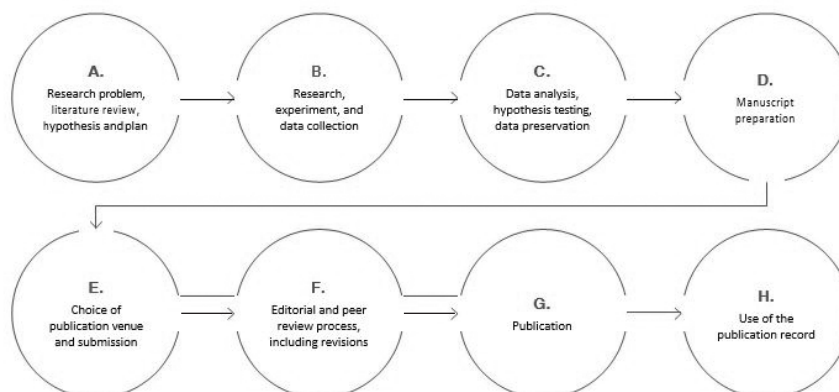 A.
Research problem,
literature review,
hypothesis and plan
B.
Research,
experiment, and
data collection
C.
Data analysis,
hypothesis testing,
data preservation
D.
Manuscript
preparation
E.
Choice of
publication venue
and submission
F.
Editorial and peer
review process,
including revisions
G.
Publication
H.
Use of the
publication record